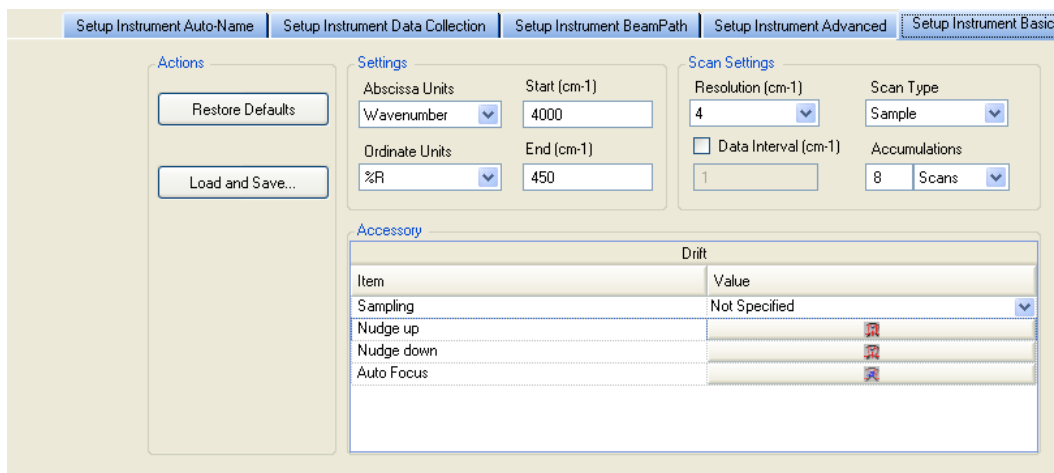 Setup Instrument Auto-Name Setup Instrument Data Collection Setup Instrument BeamPath Setup Instrument Advanced Setup Instrument Basic
Actions
Restore Defaults
Load and Save...
Settings
Abscissa Units Start (cm-1)
Wavenumber 4000
Ordinate Units End (cm-1)
%R 450
Scan Settings
Resolution (cm-1) Scan Type
4 Sample
Data Interval (cm-1) Accumulations
1 8 Scans
Accessory
Drift
Item Value
Sampling Not Specified
Nudge up
Nudge down
Auto Focus